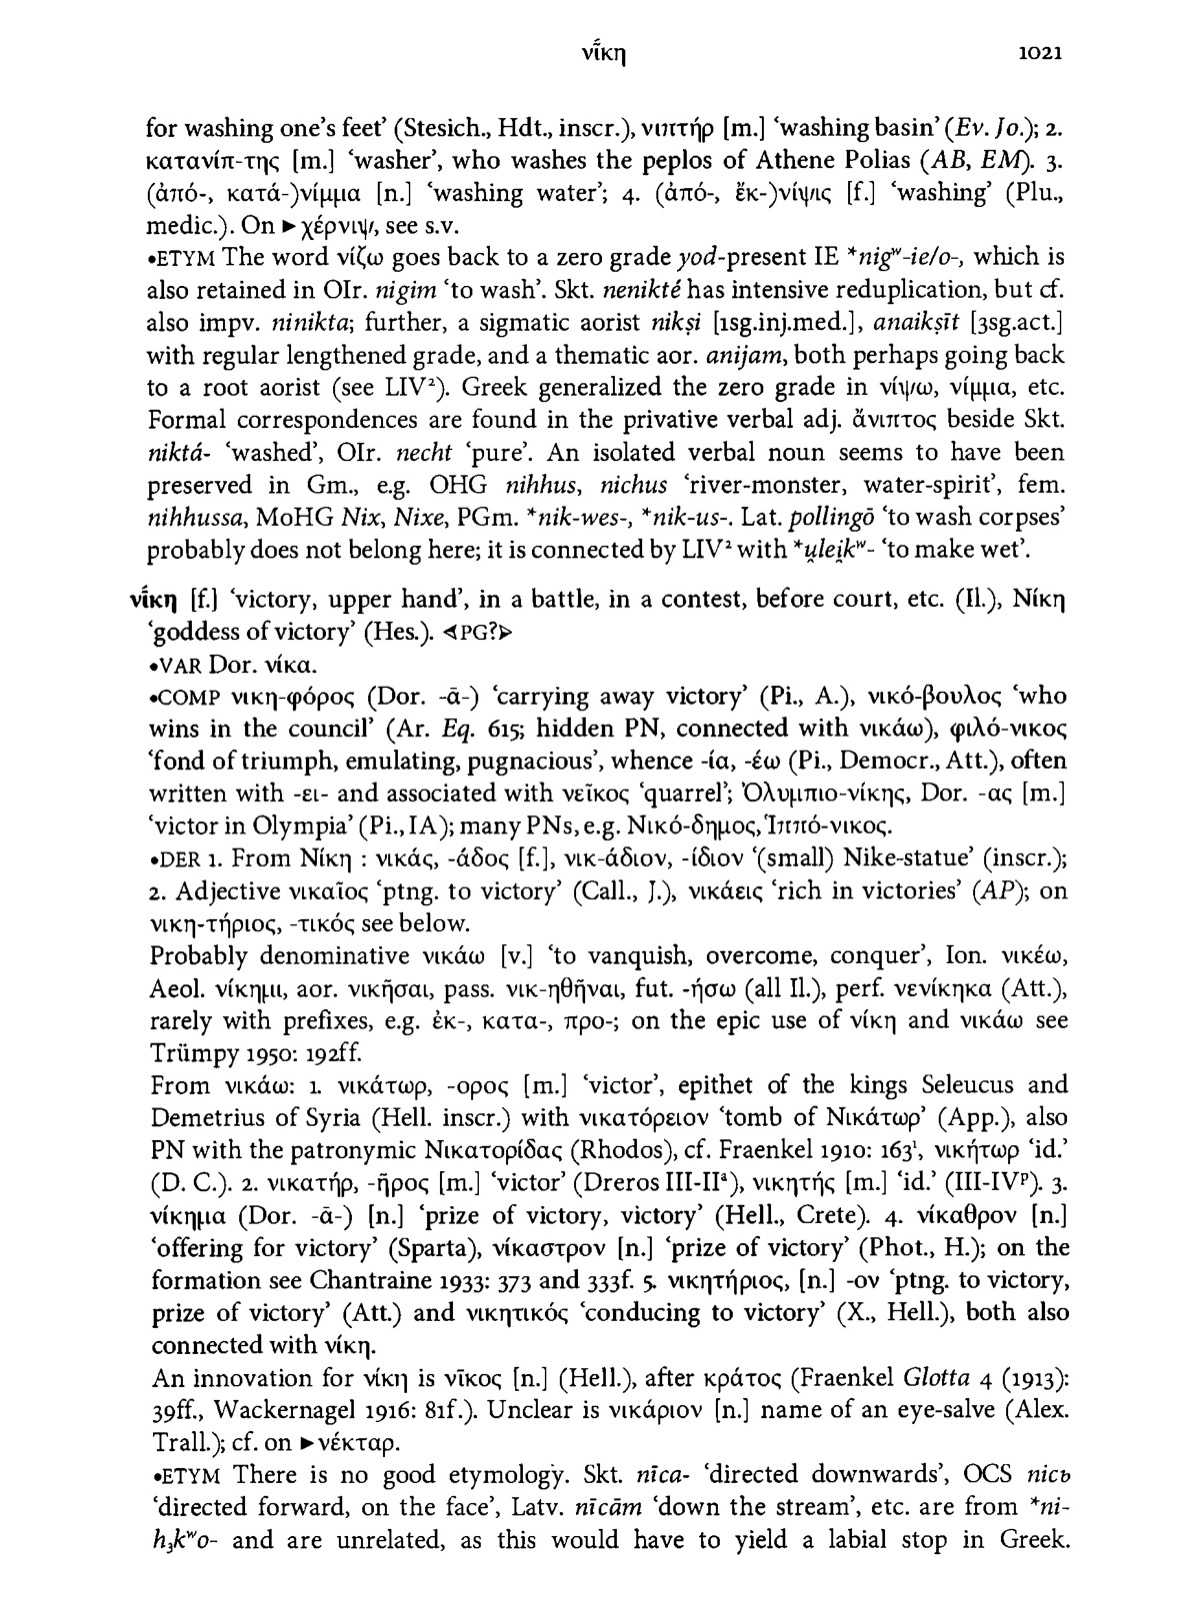 νί̄κη 1021
for washing one’s feet’ (Stesich., Hdt., inscr.), νιπτήρ [m.] ‘washing basin’ (Ev. Jo.); 2.
κατανίπ-της [m.] ‘washer’, who washes the peplos of Athene Polias (AB, EM). 3.
(ἀπό-, κατά-)νίμμα [n.] ‘washing water’; 4. (ἀπό-, ἔκ-)νίψις [f.] ‘washing’ (Plu.,
medic.). On ►χέρνιψ, see s.v.
•ETYM The word νίζω goes back to a zero grade yod-present IE *nigʷ-ie/o-, which is
also retained in OIr. nigim ‘to wash’. Skt. nenikté has intensive reduplication, but cf.
also impv. ninikta; further, a sigmatic aorist nikṣi [1sg.inj.med.], anaikṣīt [3sg.act.]
with regular lengthened grade, and a thematic aor. anijam, both perhaps going back
to a root aorist (see LIV²). Greek generalized the zero grade in νίψω, νίμμα, etc.
Formal correspondences are found in the privative verbal adj. ἄνιπτος beside Skt.
niktá- ‘washed’, OIr. necht ‘pure’. An isolated verbal noun seems to have been
preserved in Gm., e.g. OHG nihhus, nichus ‘river-monster, water-spirit’, fem.
nihhussa, MoHG Nix, Nixe, PGm. *nik-wes-, *nik-us-. Lat. pollingō ‘to wash corpses’
probably does not belong here; it is connected by LIV² with *u̯lei̯kʷ- ‘to make wet’.
νί̄κη [f.] ‘victory, upper hand’, in a battle, in a contest, before court, etc. (Il.), Νίκη
‘goddess of victory’ (Hes.). ◄PG?►
•VAR Dor. νίκα.
•COMP νικη-φόρος (Dor. -ᾱ-) ‘carrying away victory’ (Pi., A.), νικό-βουλος ‘who
wins in the council’ (Ar. Eq. 615; hidden PN, connected with νικάω), φιλό-νικος
‘fond of triumph, emulating, pugnacious’, whence -ία, -έω (Pi., Democr., Att.), often
written with -ει- and associated with νεῖκος ‘quarrel’; Ὀλυμπιο-νίκης, Dor. -ας [m.]
‘victor in Olympia’ (Pi., IA); many PNs, e.g. Νικό-δημος, Ἱππό-νικος.
•DER 1. From Νίκη : νικάς, -άδος [f.], νικ-άδιον, -ίδιον ‘(small) Nike-statue’ (inscr.);
2. Adjective νικαῖος ‘ptng. to victory’ (Call., J.), νικάεις ‘rich in victories’ (AP); on
νικη-τήριος, -τικός see below.
Probably denominative νικάω [v.] ‘to vanquish, overcome, conquer’, Ion. νικέω,
Aeol. νίκημι, aor. νικῆσαι, pass. νικ-ηθῆναι, fut. -ήσω (all Il.), perf. νενίκηκα (Att.),
rarely with prefixes, e.g. ἐκ-, κατα-, προ-; on the epic use of νίκη and νικάω see
Trümpy 1950: 192ff.
From νικάω: 1. νικάτωρ, -ορος [m.] ‘victor’, epithet of the kings Seleucus and
Demetrius of Syria (Hell. inscr.) with νικατόρειον ‘tomb of Νικάτωρ’ (App.), also
PN with the patronymic Νικατορίδας (Rhodos), cf. Fraenkel 1910: 163¹, νικήτωρ ‘id.’
(D. C.). 2. νικατήρ, -ῆρος [m.] ‘victor’ (Dreros III-IIᵃ), νικητής [m.] ‘id.’ (III-IVᵖ). 3.
νίκημα (Dor. -ᾱ-) [n.] ‘prize of victory, victory’ (Hell., Crete). 4. νίκαθρον [n.]
‘offering for victory’ (Sparta), νίκαστρον [n.] ‘prize of victory’ (Phot., H.); on the
formation see Chantraine 1933: 373 and 333f. 5. νικητήριος, [n.] -ον ‘ptng. to victory,
prize of victory’ (Att.) and νικητικός ‘conducing to victory’ (X., Hell.), both also
connected with νίκη.
An innovation for νίκη is νῖκος [n.] (Hell.), after κράτος (Fraenkel Glotta 4 (1913):
39ff., Wackernagel 1916: 81f.). Unclear is νικάριον [n.] name of an eye-salve (Alex.
Trall.); cf. on ►νέκταρ.
•ETYM There is no good etymology. Skt. nīca- ‘directed downwards’, OCS nicь
‘directed forward, on the face’, Latv. nīcām ‘down the stream’, etc. are from *ni-
h₃kʷo- and are unrelated, as this would have to yield a labial stop in Greek.